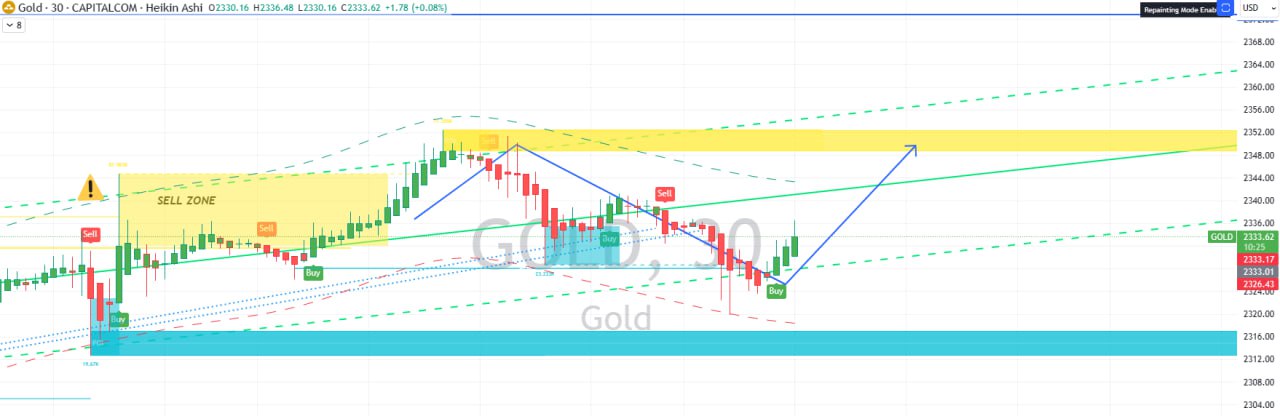 Gold · 30 · CAPITALCOM · Heikin Ashi O2330.16 H2336.48 L2330.16 C2333.62 +1.78 (+0.08%)
Repainting Mode Enab
USD
8
2372.00
2368.00
2364.00
2360.00
2356.00
2352.00
2348.00
2344.00
2340.00
2336.00
GOLD 2333.62
10:25
2333.17
2333.01
2326.43
2324.00
2320.00
2316.00
2312.00
2308.00
2304.00
SELL ZONE
Sell
Sell
Sell
Buy
Buy
Buy
Buy
GOLD, 30
Gold